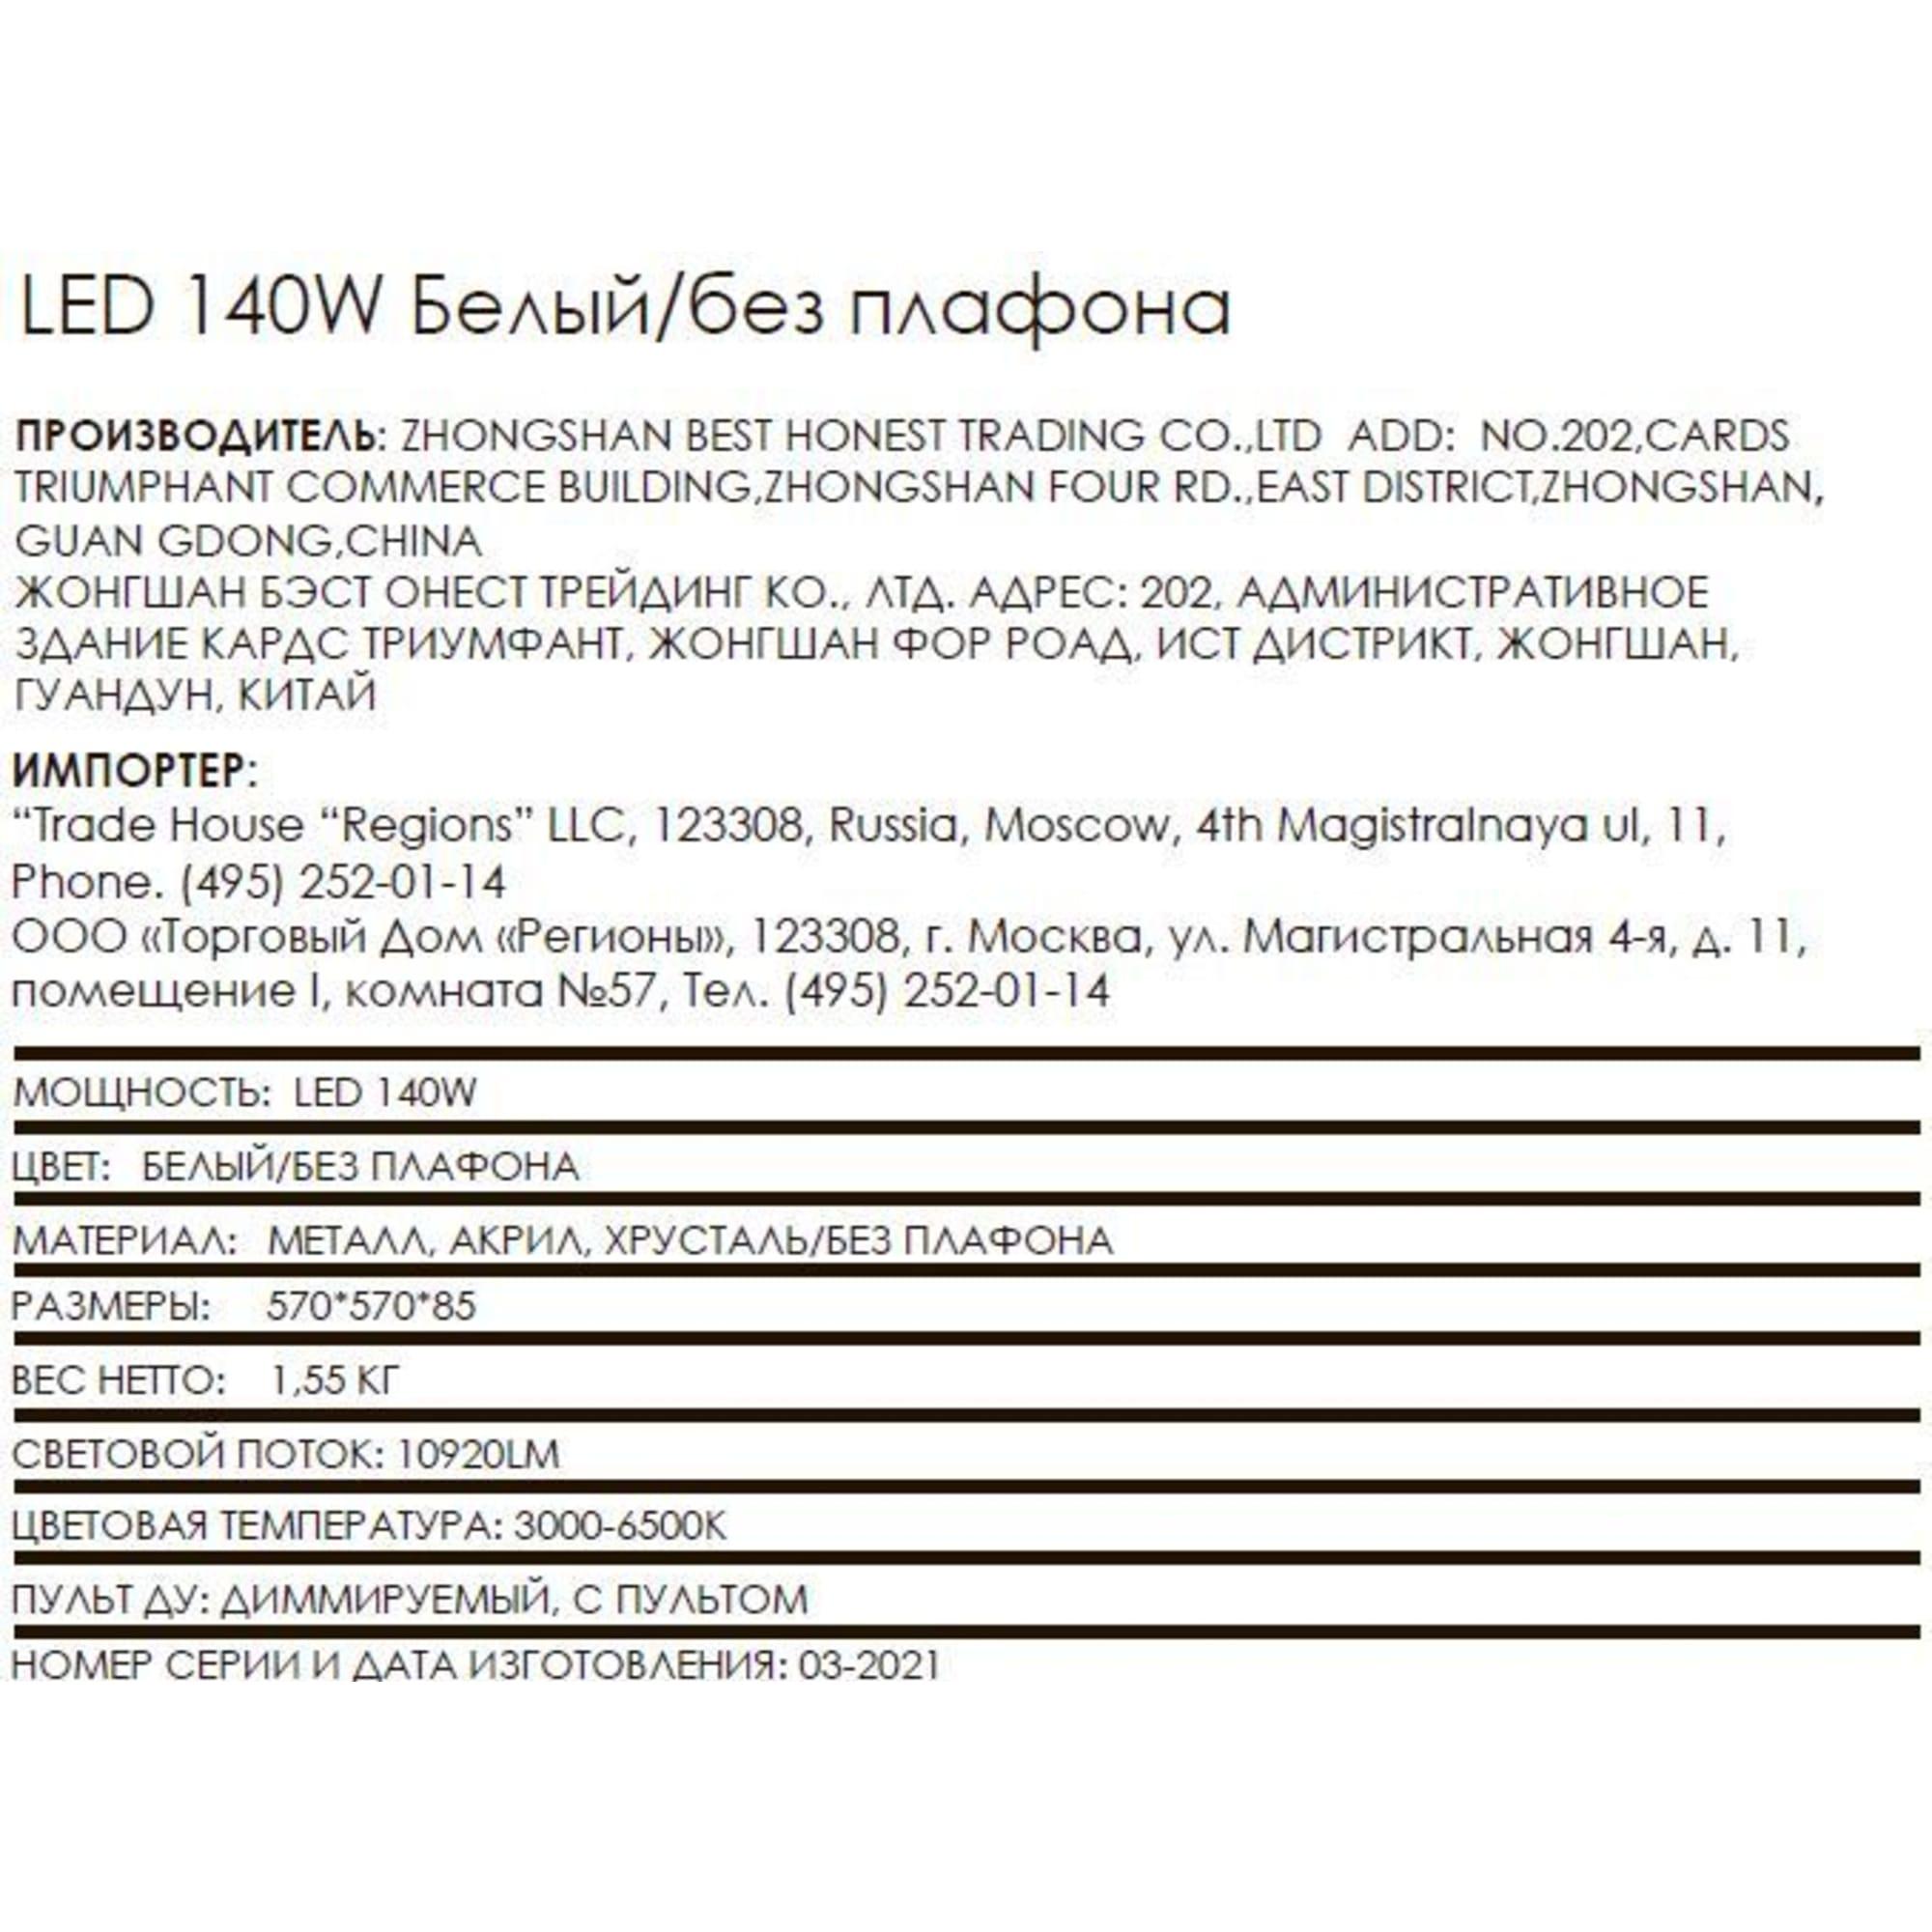 LED 140W Белый/без плафона
ПРОИЗВОДИТЕЛЬ: ZHONGSHAN BEST HONEST TRADING CO.,LTD ADD: NO.202,CARDS
TRIUMPHANT COMMERCE BUILDING,ZHONGSHAN FOUR RD.,EAST DISTRICT,ZHONGSHAN,
GUAN GDONG,CHINA
ЖОНГШАН БЭСТ ОНЕСТ ТРЕЙДИНГ КО., ЛТД. АДРЕС: 202, АДМИНИСТРАТИВНОЕ
ЗДАНИЕ КАРДС ТРИУМФАНТ, ЖОНГШАН ФОР РОАД, ИСТ ДИСТРИКТ, ЖОНГШАН,
ГУАНДУН, КИТАЙ
ИМПОРТЕР:
“Trade House “Regions” LLC, 123308, Russia, Moscow, 4th Magistralnaya ul, 11,
Phone. (495) 252-01-14
ООО «Торговый Дом «Регионы», 123308, г. Москва, ул. Магистральная 4-я, д. 11,
помещение I, комната №57, Тел. (495) 252-01-14
МОЩНОСТЬ: LED 140W
ЦВЕТ: БЕЛЫЙ/БЕЗ ПЛАФОНА
МАТЕРИАЛ: МЕТАЛЛ, АКРИЛ, ХРУСТАЛЬ/БЕЗ ПЛАФОНА
РАЗМЕРЫ: 570*570*85
ВЕС НЕТТО: 1,55 КГ
СВЕТОВОЙ ПОТОК: 10920LM
ЦВЕТОВАЯ ТЕМПЕРАТУРА: 3000-6500K
ПУЛЬТ ДУ: ДИММИРУЕМЫЙ, С ПУЛЬТОМ
НОМЕР СЕРИИ И ДАТА ИЗГОТОВЛЕНИЯ: 03-2021